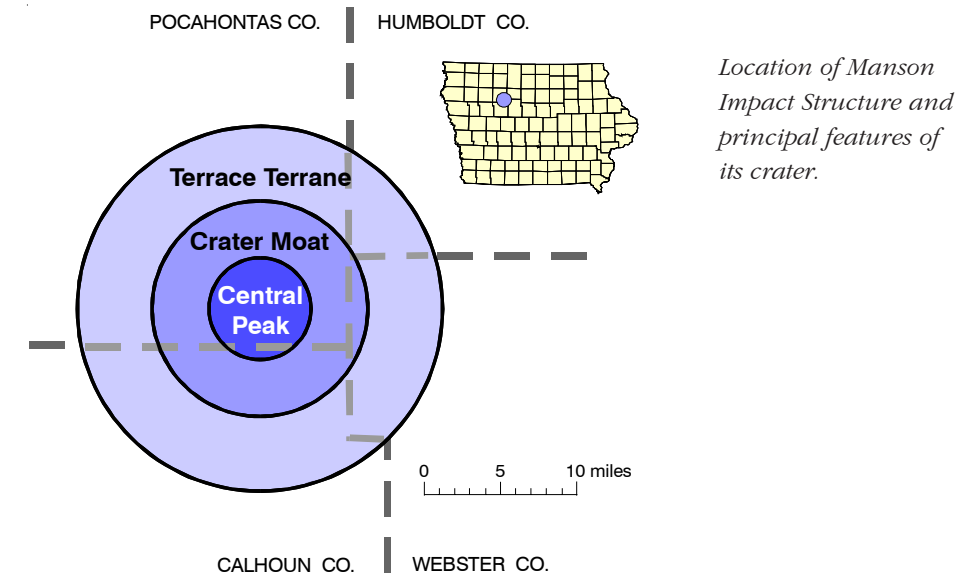 POCAHONTAS CO.
HUMBOLDT CO.
Location of Manson
Impact Structure and
principal features of
its crater.
Terrace Terrane
Crater Moat
Central
Peak
0 5 10 miles
CALHOUN CO.
WEBSTER CO.